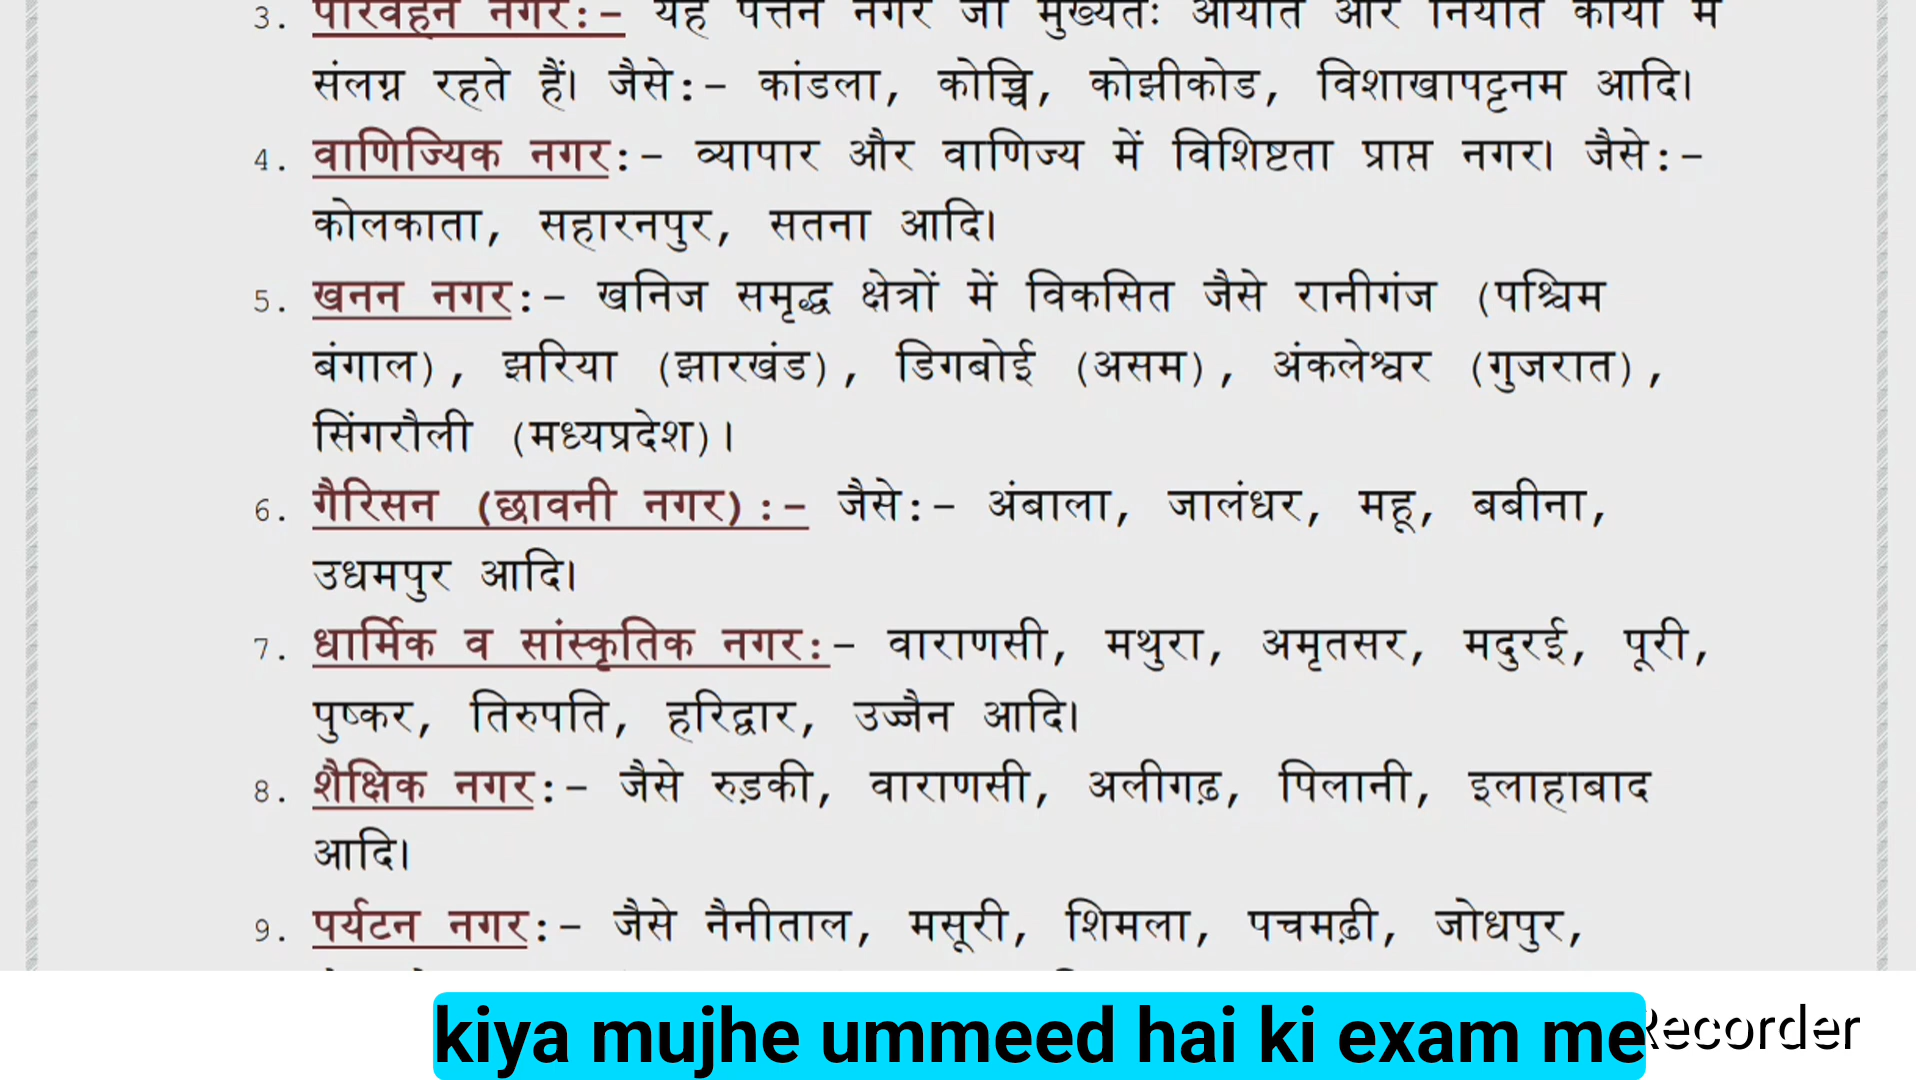 3. परिवहन नगर:- यह पत्तन नगर जो मुख्यतः आयात और निर्यात कार्यों में
संलग्न रहते हैं। जैसे:- कांडला, कोच्चि, कोझीकोड, विशाखापट्टनम आदि।
4. वाणिज्यिक नगर:- व्यापार और वाणिज्य में विशिष्टता प्राप्त नगर। जैसे:-
कोलकाता, सहारनपुर, सतना आदि।
5. खनन नगर:- खनिज समृद्ध क्षेत्रों में विकसित जैसे रानीगंज (पश्चिम
बंगाल), झरिया (झारखंड), डिगबोई (असम), अंकलेश्वर (गुजरात),
सिंगरौली (मध्यप्रदेश)।
6. गैरिसन (छावनी नगर):- जैसे:- अंबाला, जालंधर, महू, बबीना,
उधमपुर आदि।
7. धार्मिक व सांस्कृतिक नगर:- वाराणसी, मथुरा, अमृतसर, मदुरई, पूरी,
पुष्कर, तिरुपति, हरिद्वार, उज्जैन आदि।
8. शैक्षिक नगर:- जैसे रुड़की, वाराणसी, अलीगढ़, पिलानी, इलाहाबाद
आदि।
9. पर्यटन नगर:- जैसे नैनीताल, मसूरी, शिमला, पचमढ़ी, जोधपुर,
kiya mujhe ummeed hai ki exam me Recorder